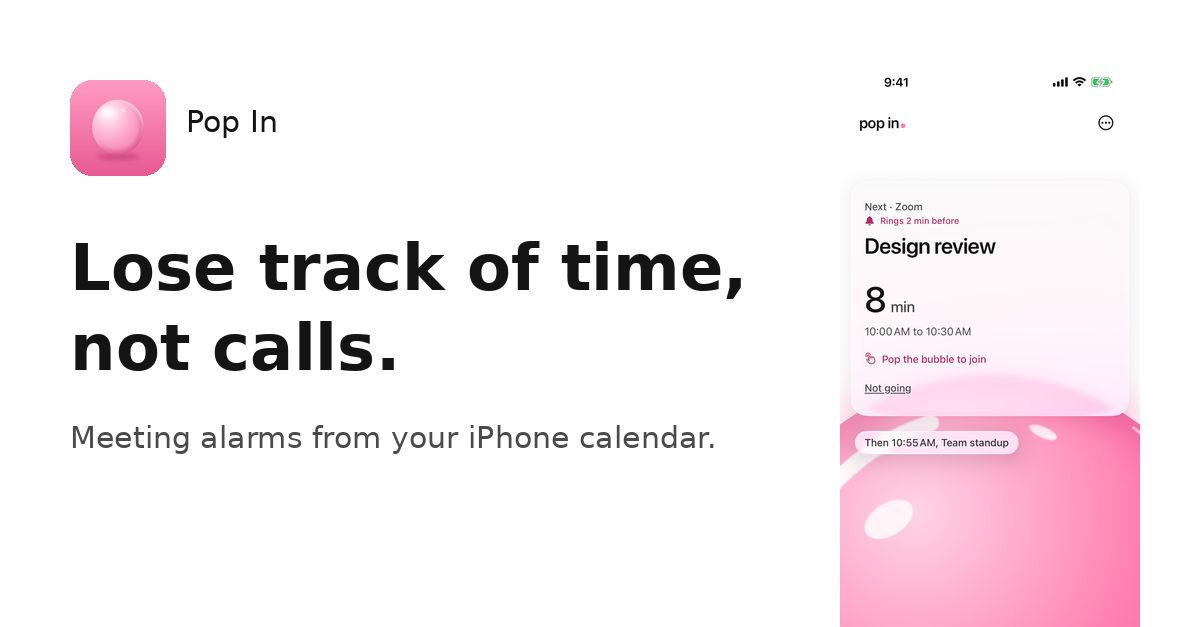 Pop In
Lose track of time,
not calls.
Meeting alarms from your iPhone calendar.
9:41
pop in.
Next · Zoom
Rings 2 min before
Design review
8 min
10:00 AM to 10:30 AM
Pop the bubble to join
Not going
Then 10:55 AM, Team standup